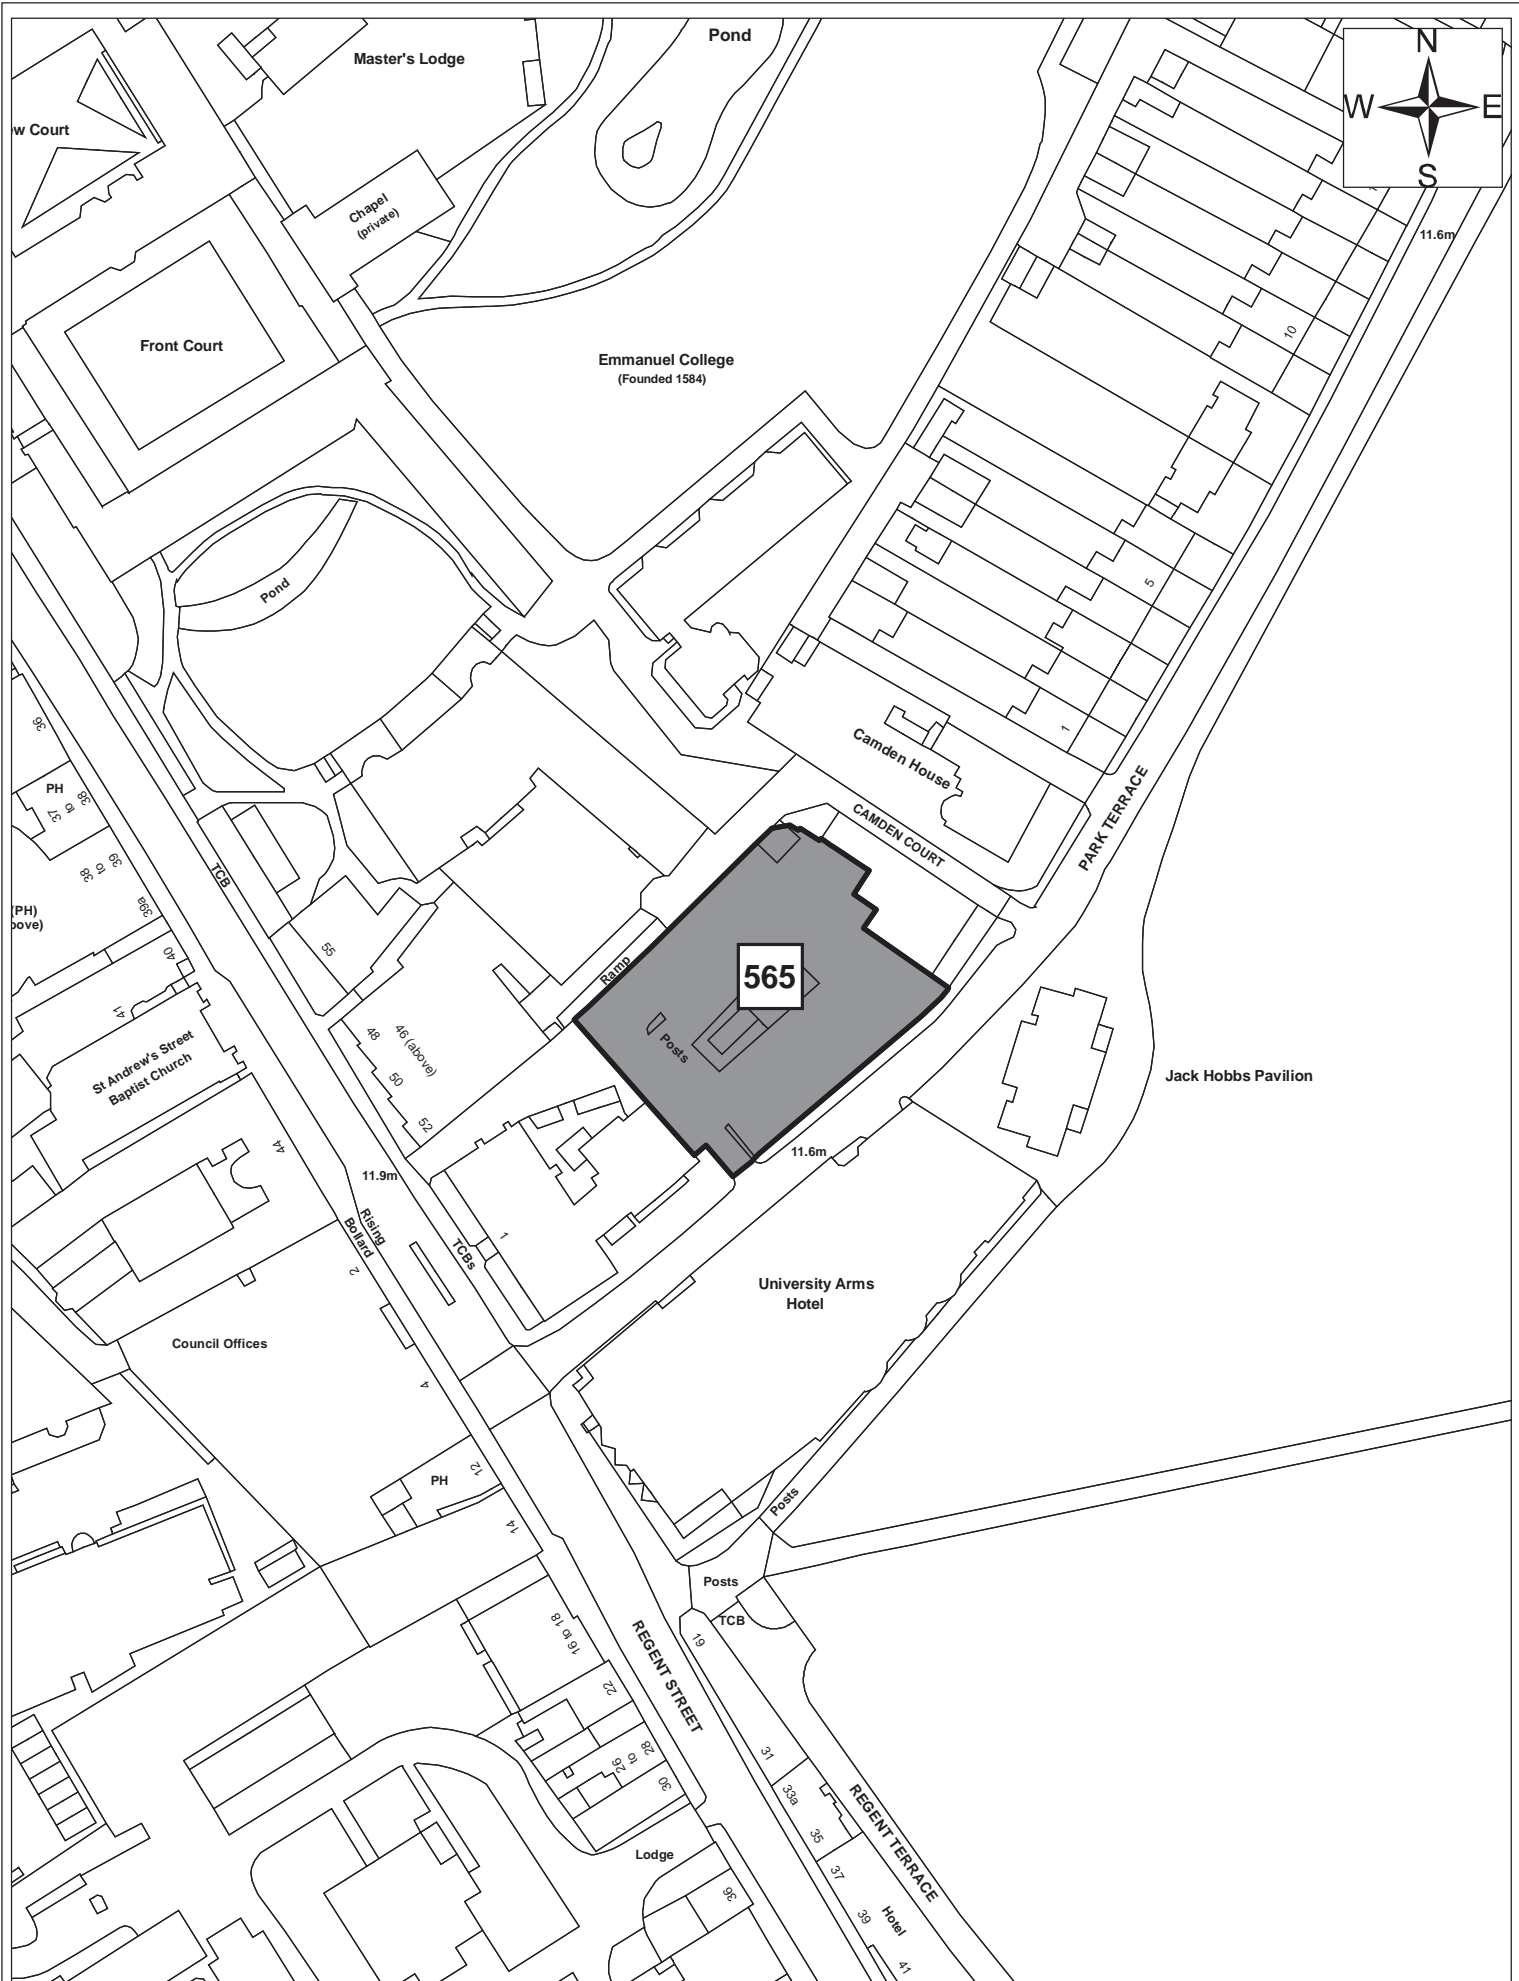 Pond
N
Master's Lodge
W
E
ew Court
S
Chapel
(private)
11.6m
10
Front Court
Emmanuel College
(Founded 1584)
Pond
5
36
1
Camden House
PH
37
to
38
CAMDEN COURT
PARK TERRACE
38
to
39
TCB
39a
(PH)
bove)
55
40
Ramp
565
41
48
46 (above)
Posts
St Andrew's Street
Baptist Church
50
Jack Hobbs Pavilion
52
44
11.6m
11.9m
Rising
Bollard
1
TCBs
2
University Arms
Hotel
Council Offices
4
12
PH
Posts
14
Posts
TCB
16 to 18
19
REGENT STREET
22
26
to
28
31
30
33a
REGENT TERRACE
35
Lodge
37
36
39
Hotel
41